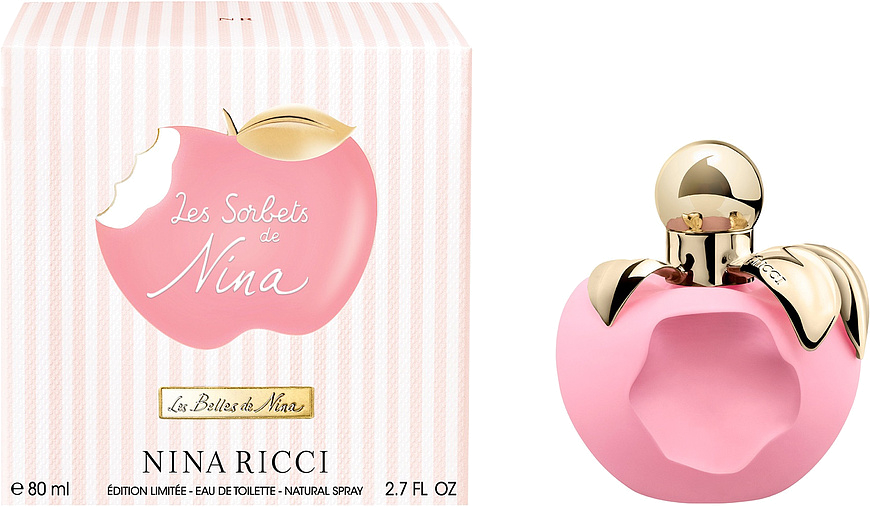 NR
Les Sorbets
de
Nina
Les Belles de Nina
NINA RICCI
e 80 ml ÉDITION LIMITÉE - EAU DE TOILETTE - NATURAL SPRAY 2.7 FL OZ
RICCI